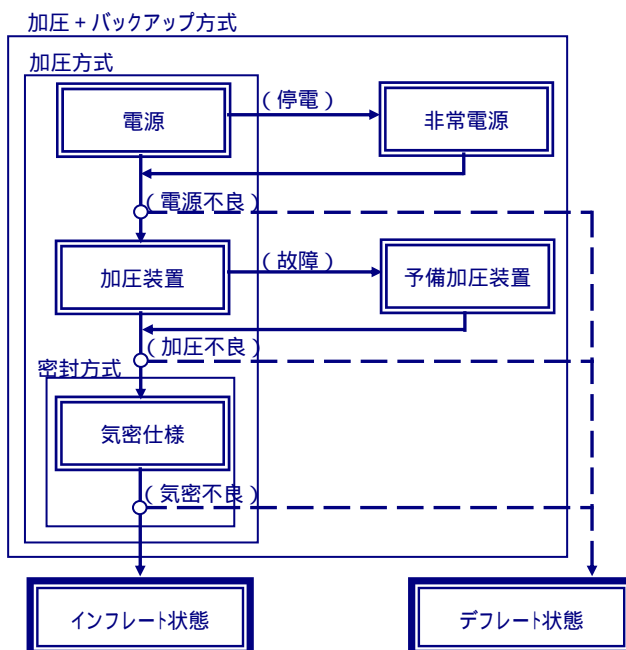 加圧+バックアップ方式
加圧方式
電源
(停電)
非常電源
(電源不良)
加圧装置
(故障)
予備加圧装置
(加圧不良)
密封方式
気密仕様
(気密不良)
インフレート状態
デフレート状態